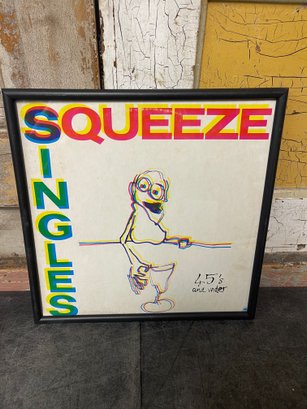 SQUEEZE
SINGLES
45's
and under